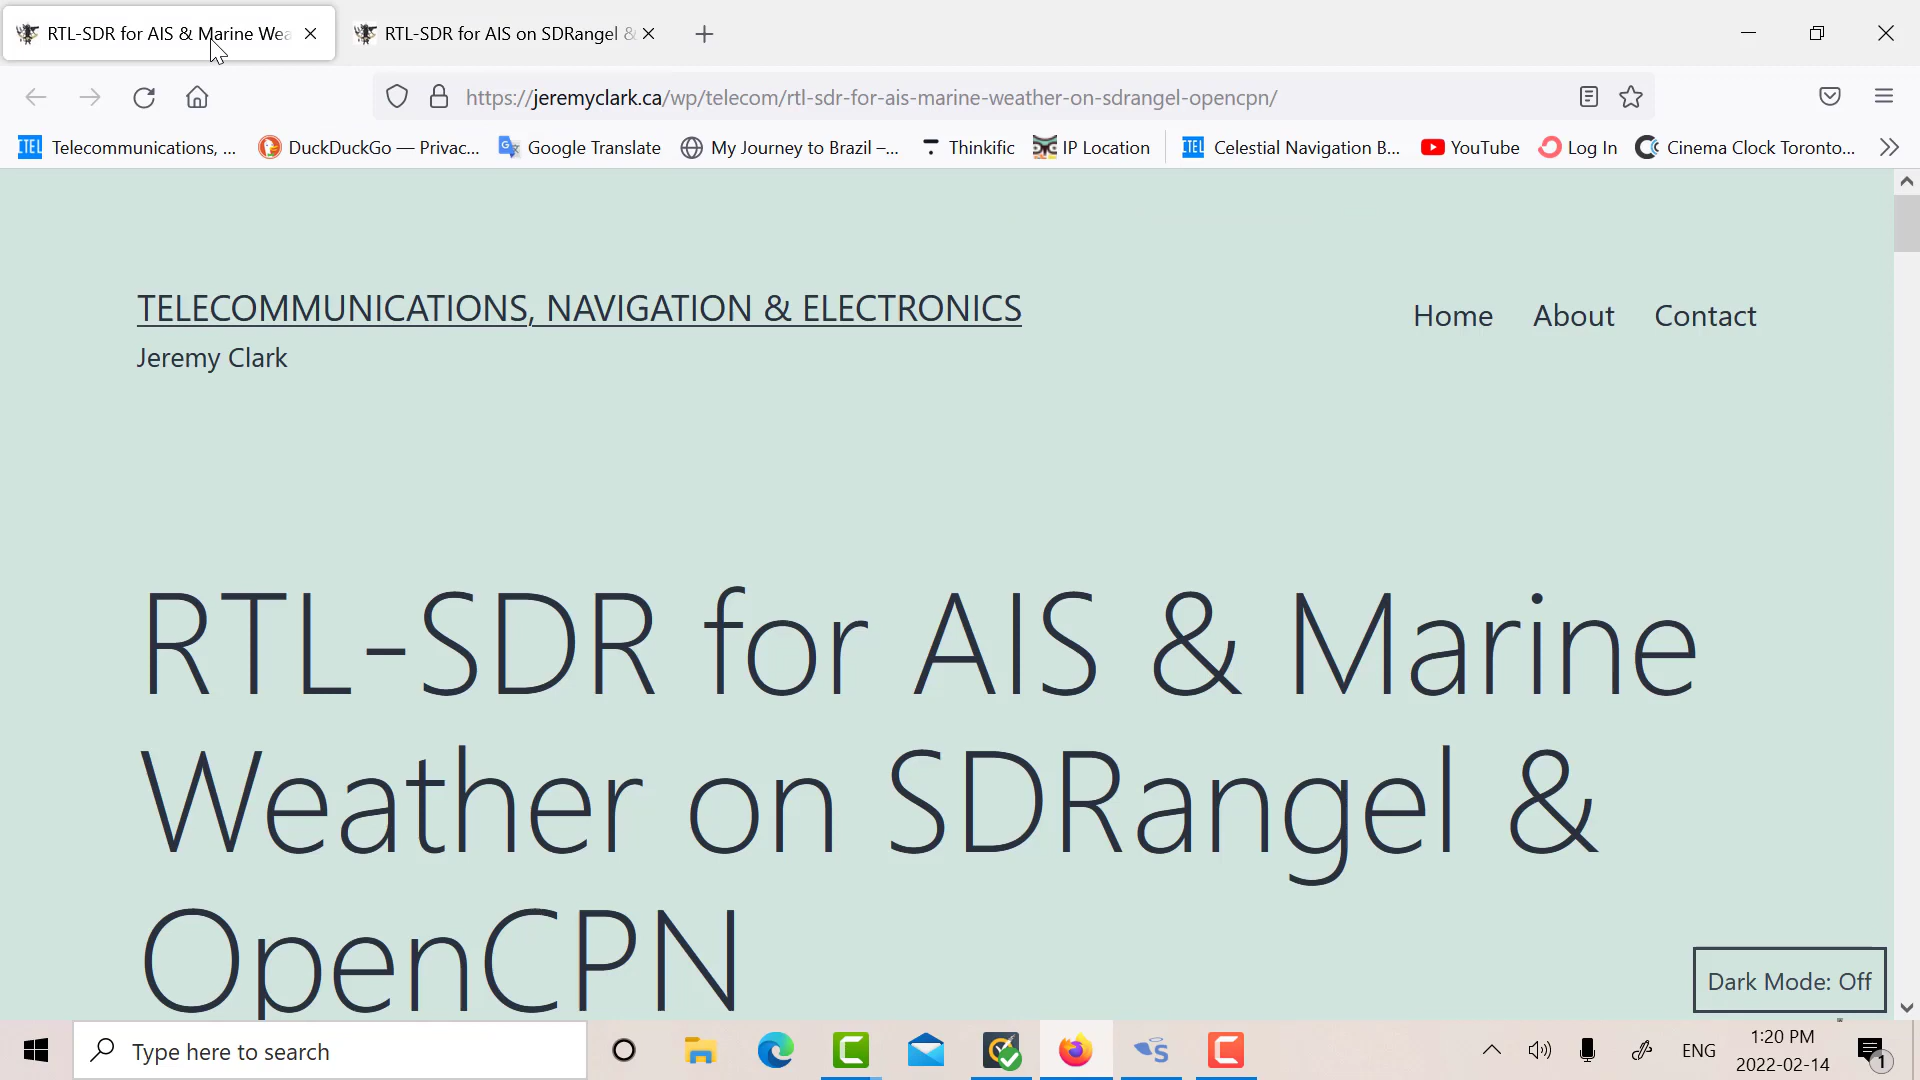 RTL-SDR for AIS & Marine Wea
RTL-SDR for AIS on SDRangel &
https://jeremyclark.ca/wp/telecom/rtl-sdr-for-ais-marine-weather-on-sdrangel-opencpn/
CTEL Telecommunications, ...
DuckDuckGo — Privac...
Google Translate
My Journey to Brazil –...
Thinkific
IP Location
CTEL Celestial Navigation B...
YouTube
Log In
Cinema Clock Toronto...
TELECOMMUNICATIONS, NAVIGATION & ELECTRONICS
Jeremy Clark
Home About Contact
RTL-SDR for AIS & Marine
Weather on SDRangel &
OpenCPN
Dark Mode: Off
Type here to search
ENG
1:20 PM
2022-02-14
1